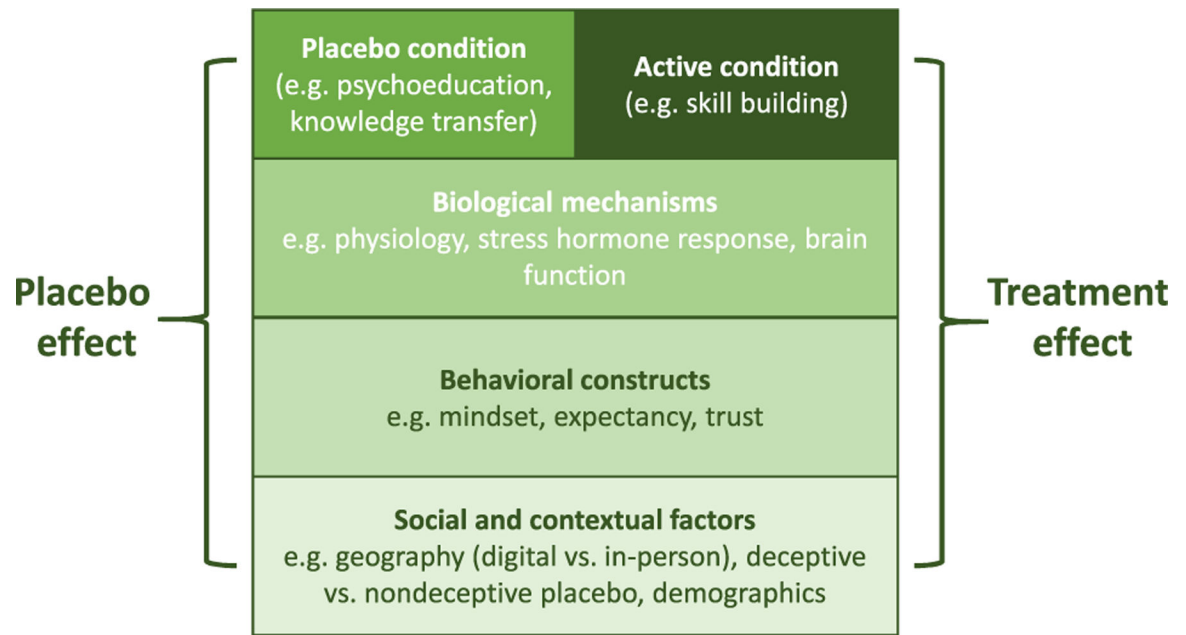 Placebo condition
(e.g. psychoeducation,
knowledge transfer)
Active condition
(e.g. skill building)
Biological mechanisms
e.g. physiology, stress hormone response, brain
function
Placebo
effect
Treatment
effect
Behavioral constructs
e.g. mindset, expectancy, trust
Social and contextual factors
e.g. geography (digital vs. in-person), deceptive
vs. nondeceptive placebo, demographics